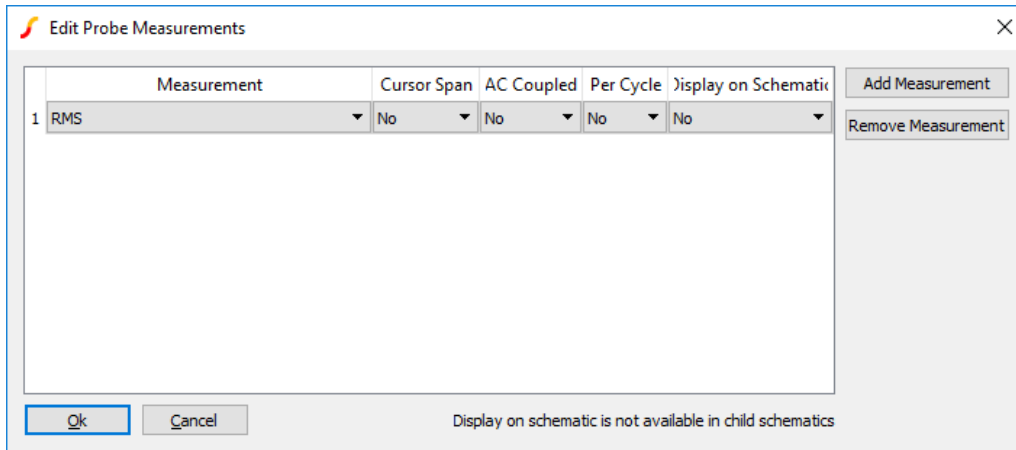 Edit Probe Measurements
Measurement Cursor Span AC Coupled Per Cycle Display on Schematic
Add Measurement
1 RMS No No No No
Remove Measurement
Ok Cancel Display on schematic is not available in child schematics